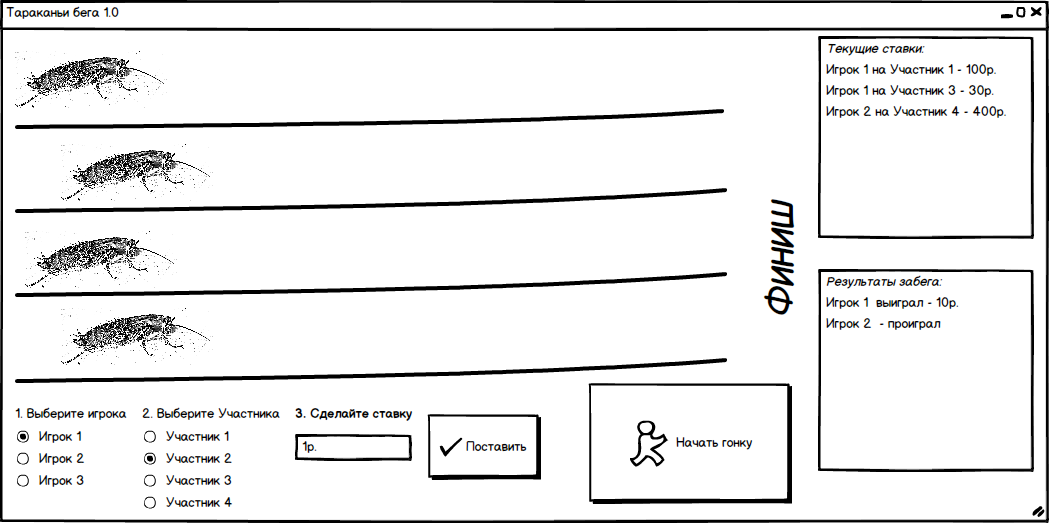 Тараканьи бега 1.0
Текущие ставки:
Игрок 1 на Участник 1 - 100р.
Игрок 1 на Участник 3 - 30р.
Игрок 2 на Участник 4 - 400р.
Финиш
Результаты забега:
Игрок 1 выиграл - 10р.
Игрок 2 - проиграл
1. Выберите игрока
Игрок 1
Игрок 2
Игрок 3
2. Выберите Участника
Участник 1
Участник 2
Участник 3
Участник 4
3. Сделайте ставку
1р.
Поставить
Начать гонку